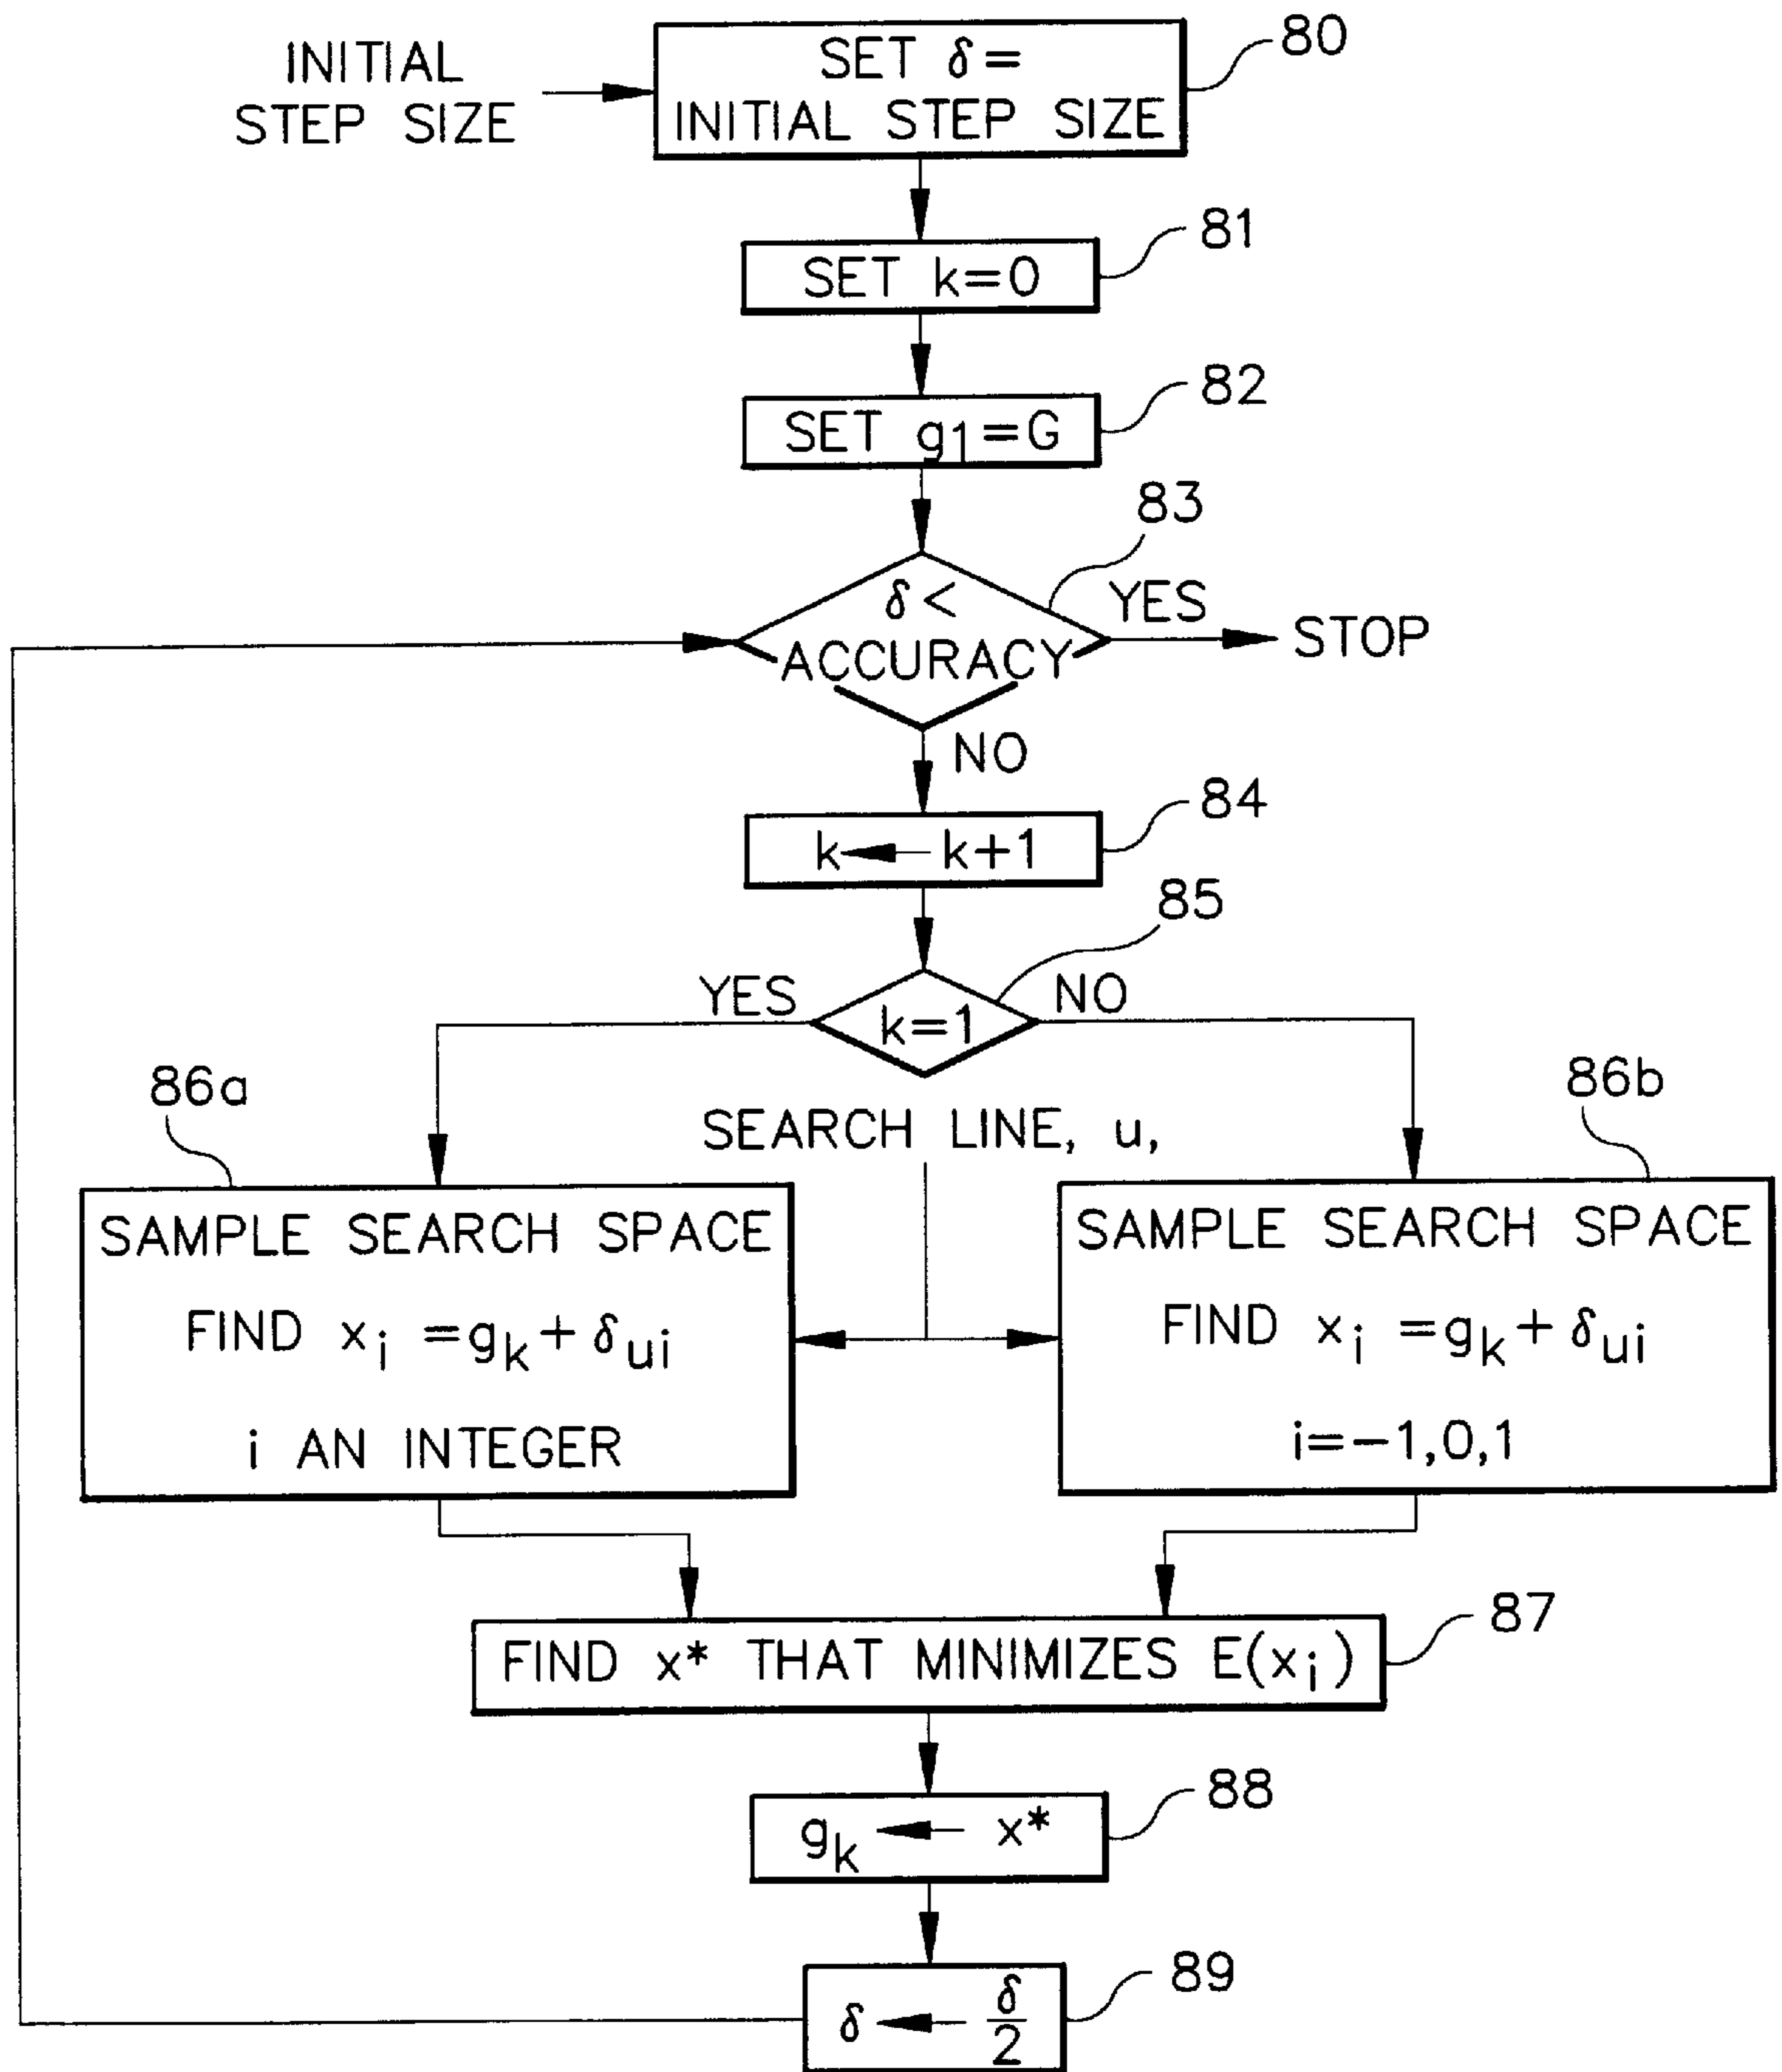 INITIAL
STEP SIZE
SET δ=
INITIAL STEP SIZE
80
SET k=0
81
SET g1=G
82
δ<
ACCURACY
83
YES
STOP
NO
k ← k+1
84
85
YES
k=1
NO
86a
86b
SEARCH LINE, u,
SAMPLE SEARCH SPACE
FIND xᵢ =gₖ+ δᵤᵢ
i AN INTEGER
SAMPLE SEARCH SPACE
FIND xᵢ =gₖ+ δᵤᵢ
i=-1,0,1
FIND x* THAT MINIMIZES E(xᵢ)
87
gₖ ← x*
88
δ ← δ/2
89